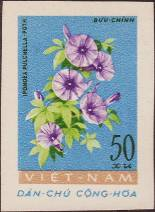 BƯU-CHÍNH
IPOMOEA PULCHELLA-ROTH
50
XU
VIỆT-NAM
DÂN-CHỦ CỘNG-HÒA